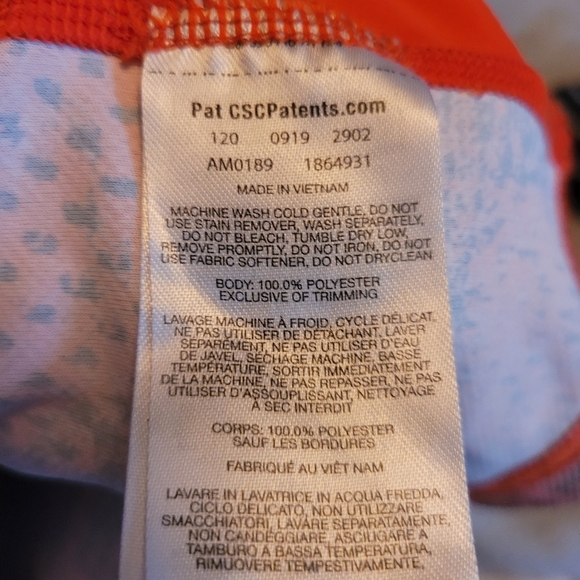 Pat CSCPatents.com
120 0919 2902
AM0189 1864931
MADE IN VIETNAM
MACHINE WASH COLD GENTLE, DO NOT
USE STAIN REMOVER, WASH SEPARATELY,
DO NOT BLEACH, TUMBLE DRY LOW,
REMOVE PROMPTLY, DO NOT IRON, DO NOT
USE FABRIC SOFTENER, DO NOT DRYCLEAN
BODY: 100.0% POLYESTER
EXCLUSIVE OF TRIMMING
LAVAGE MACHINE À FROID, CYCLE DÉLICAT,
NE PAS UTILISER DE DÉTACHANT, LAVER
SÉPARÉMENT, NE PAS UTILISER D'EAU
DE JAVEL, SÉCHAGE MACHINE, BASSE
TEMPÉRATURE, SORTIR IMMÉDIATEMENT
DE LA MACHINE, NE PAS REPASSER, NE PAS
UTILISER D'ASSOUPLISSANT, NETTOYAGE
À SEC INTERDIT
CORPS: 100.0% POLYESTER
SAUF LES BORDURES
FABRIQUÉ AU VIÊT NAM
LAVARE IN LAVATRICE IN ACQUA FREDDA,
CICLO DELICATO, NON UTILIZZARE
SMACCHIATORI, LAVARE SEPARATAMENTE,
NON CANDEGGIARE, ASCIUGARE A
TAMBURO A BASSA TEMPERATURA,
RIMUOVERE TEMPESTIVAMENTE,